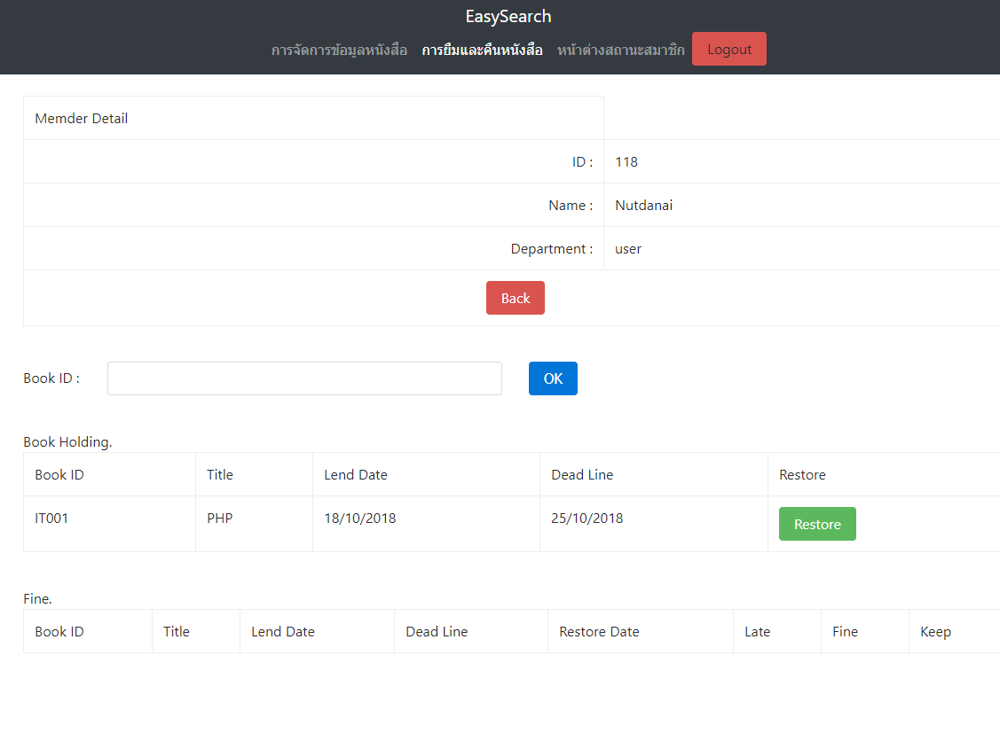 EasySearch
การจัดการข้อมูลหนังสือ การยืมและคืนหนังสือ หน้าต่างสถานะสมาชิก Logout
Memder Detail
ID : 118
Name : Nutdanai
Department : user
Back
Book ID : OK
Book Holding.
Book ID Title Lend Date Dead Line Restore
IT001 PHP 18/10/2018 25/10/2018 Restore
Fine.
Book ID Title Lend Date Dead Line Restore Date Late Fine Keep